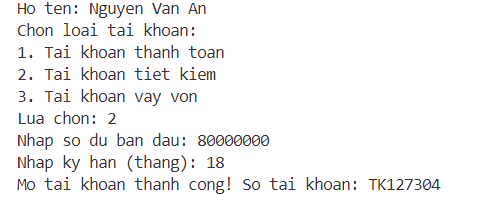 Ho ten: Nguyen Van An
Chon loai tai khoan:
1. Tai khoan thanh toan
2. Tai khoan tiet kiem
3. Tai khoan vay von
Lua chon: 2
Nhap so du ban dau: 80000000
Nhap ky han (thang): 18
Mo tai khoan thanh cong! So tai khoan: TK127304